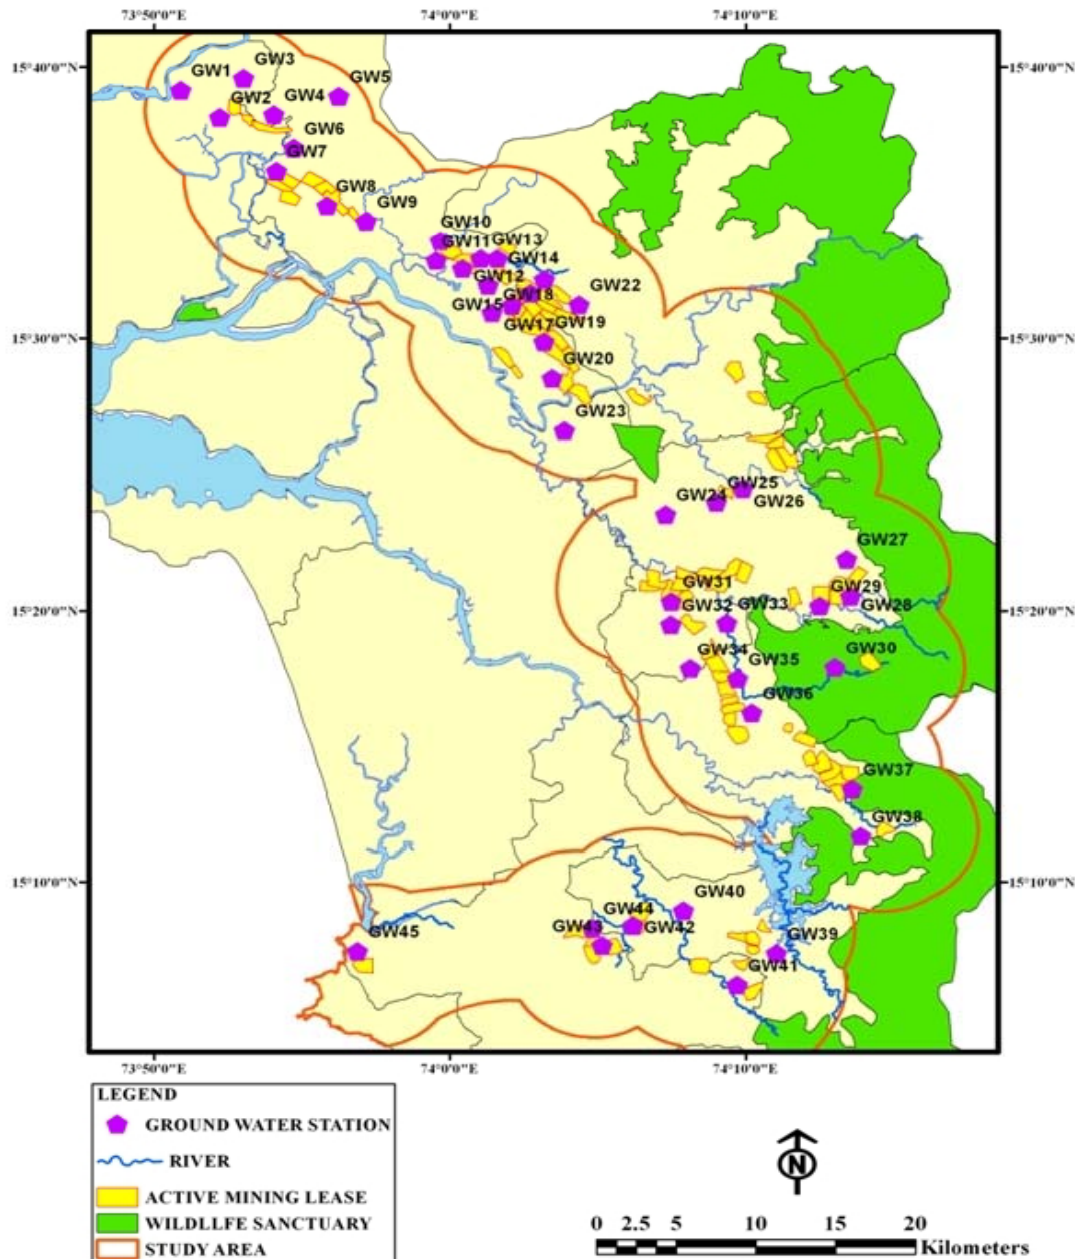 73°50'0"E 74°0'0"E 74°10'0"E
15°40'0"N 15°40'0"N
GW3
GW1
GW5
GW2
GW4
GW6
GW7
GW8
GW9
GW10
GW11
GW13
GW14
GW12
GW22
GW15
GW18
GW17
GW19
15°30'0"N 15°30'0"N
GW20
GW23
GW25
GW24
GW26
GW27
GW31
GW29
GW32
GW33
GW28
15°20'0"N 15°20'0"N
GW34
GW35
GW30
GW36
GW37
GW38
15°10'0"N 15°10'0"N
GW40
GW44
GW43
GW42
GW45
GW39
GW41
73°50'0"E 74°0'0"E 74°10'0"E
LEGEND
GROUND WATER STATION
RIVER
ACTIVE MINING LEASE
WILDLLFE SANCTUARY
STUDY AREA
N
0 2.5 5 10 15 20
Kilometers